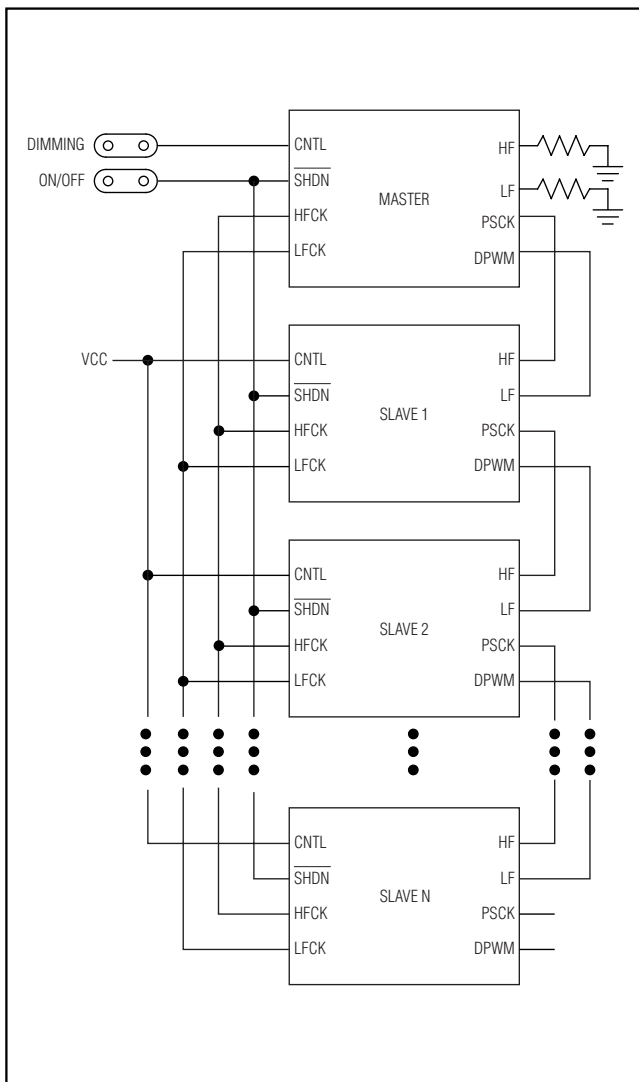 DIMMING
ON/OFF
CNTL
SHDN
HFCK
LFCK
MASTER
HF
LF
PSCK
DPWM
VCC
CNTL
SHDN
HFCK
LFCK
SLAVE 1
HF
LF
PSCK
DPWM
CNTL
SHDN
HFCK
LFCK
SLAVE 2
HF
LF
PSCK
DPWM
CNTL
SHDN
HFCK
LFCK
SLAVE N
HF
LF
PSCK
DPWM